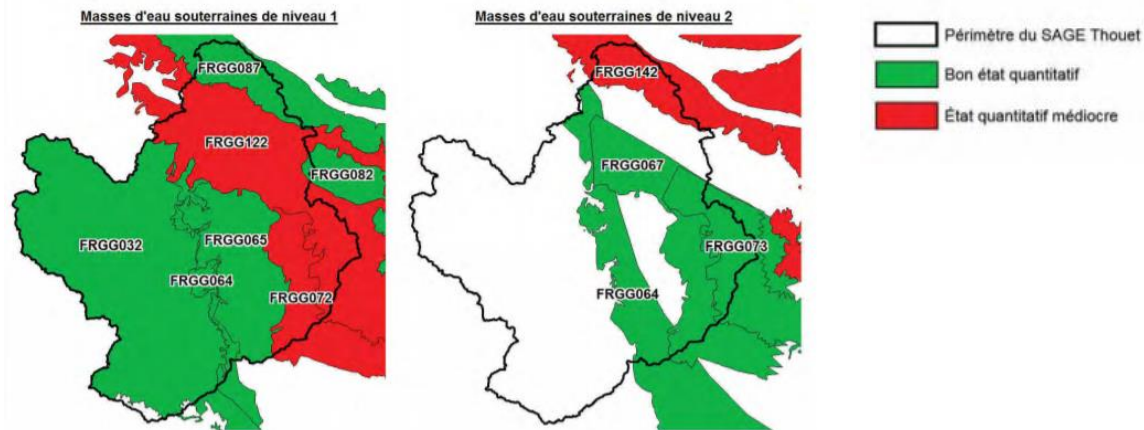 Masses d'eau souterraines de niveau 1
FRGG087
FRGG122
FRGG082
FRGG032
FRGG065
FRGG064
FRGG072
Masses d'eau souterraines de niveau 2
FRGG142
FRGG067
FRGG073
FRGG064
Périmètre du SAGE Thouet
Bon état quantitatif
État quantitatif médiocre